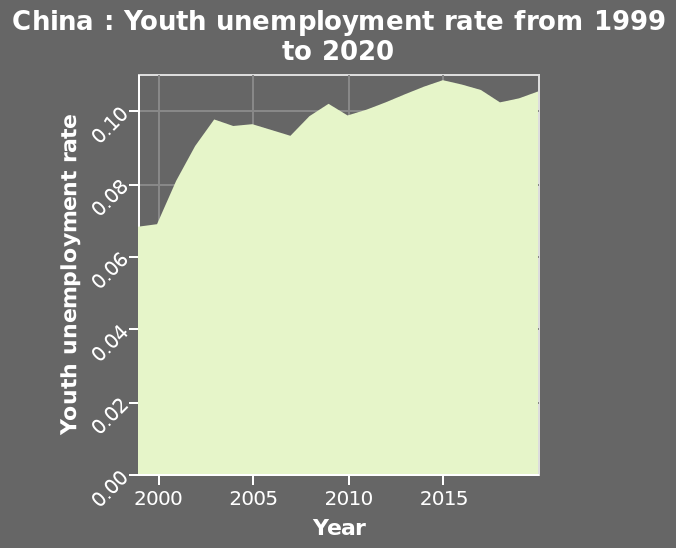 China : Youth unemployment rate from 1999
to 2020
Youth unemployment rate
0.10
0.08
0.06
0.04
0.02
0.00
2000 2005 2010 2015
Year